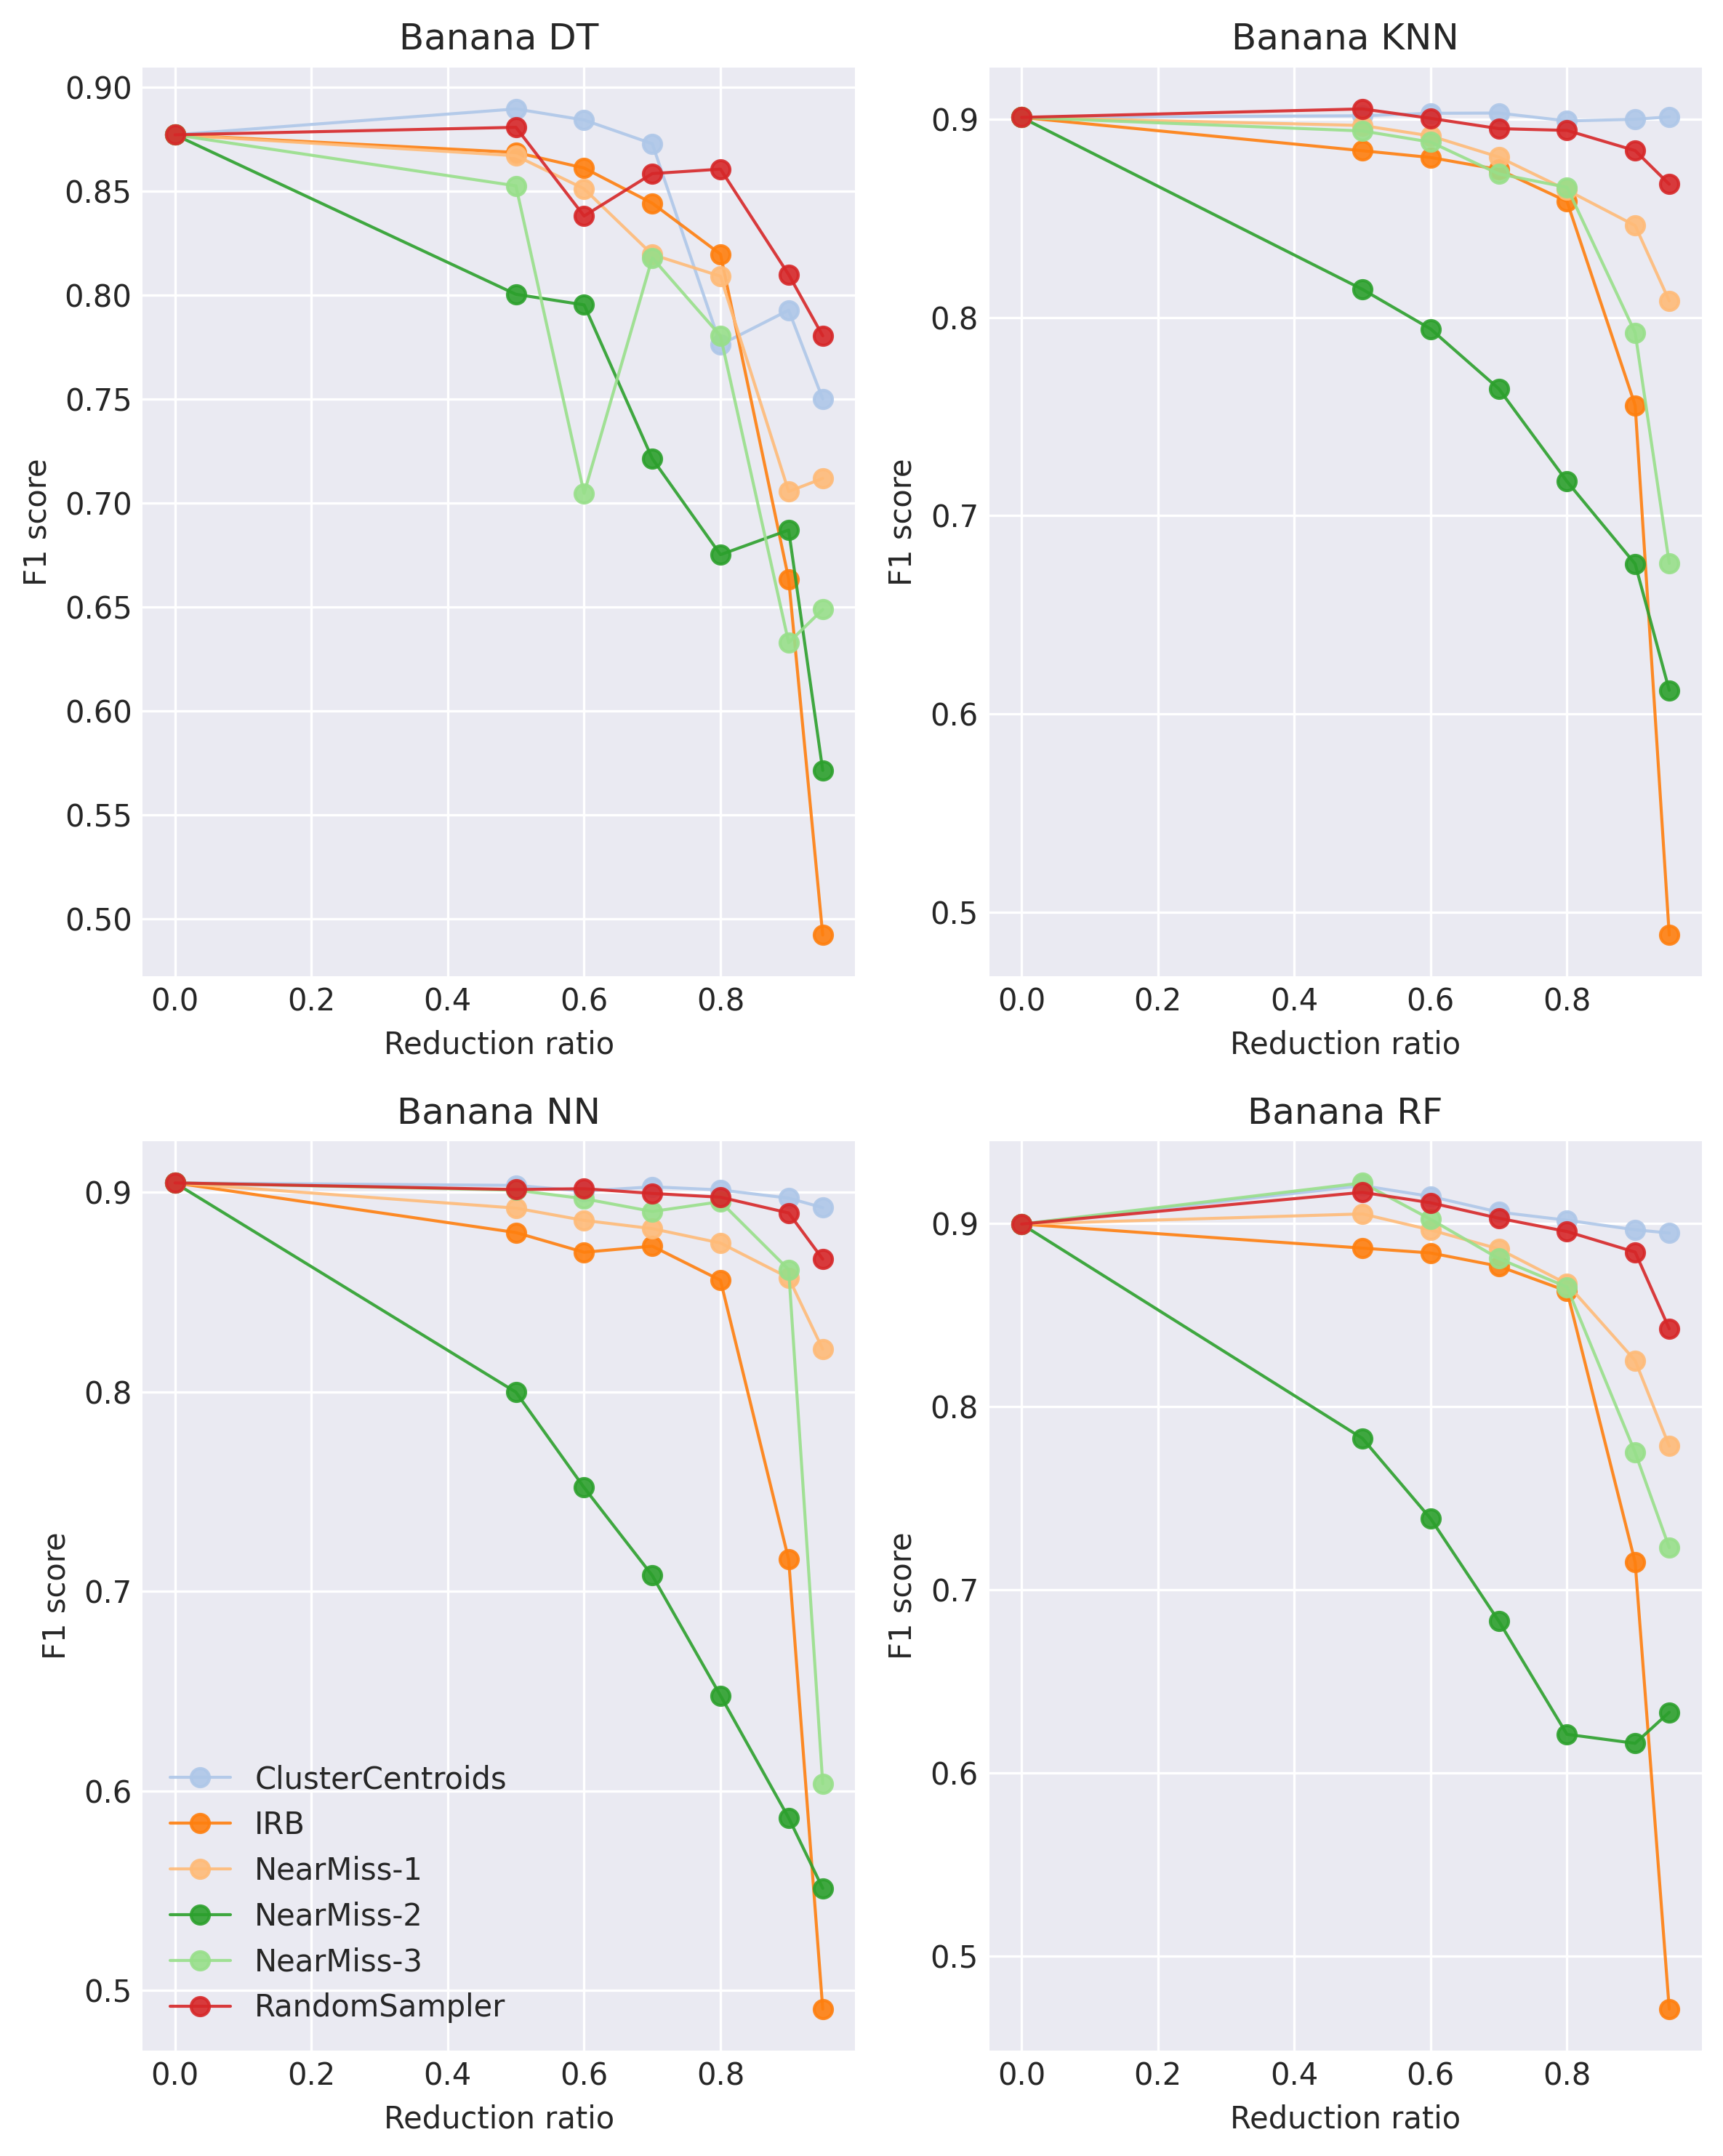 Banana DT
0.90
0.85
0.80
0.75
0.70
0.65
0.60
0.55
0.50
F1 score
0.0 0.2 0.4 0.6 0.8
Reduction ratio
Banana KNN
0.9
0.8
0.7
0.6
0.5
F1 score
0.0 0.2 0.4 0.6 0.8
Reduction ratio
Banana NN
0.9
0.8
0.7
0.6
0.5
F1 score
ClusterCentroids
IRB
NearMiss-1
NearMiss-2
NearMiss-3
RandomSampler
0.0 0.2 0.4 0.6 0.8
Reduction ratio
Banana RF
0.9
0.8
0.7
0.6
0.5
F1 score
0.0 0.2 0.4 0.6 0.8
Reduction ratio